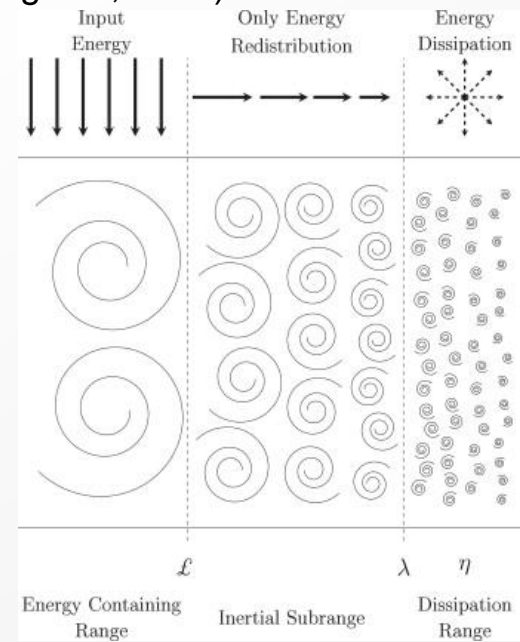 Input
Energy
Only Energy
Redistribution
Energy
Dissipation
£
λ
η
Energy Containing
Range
Inertial Subrange
Dissipation
Range